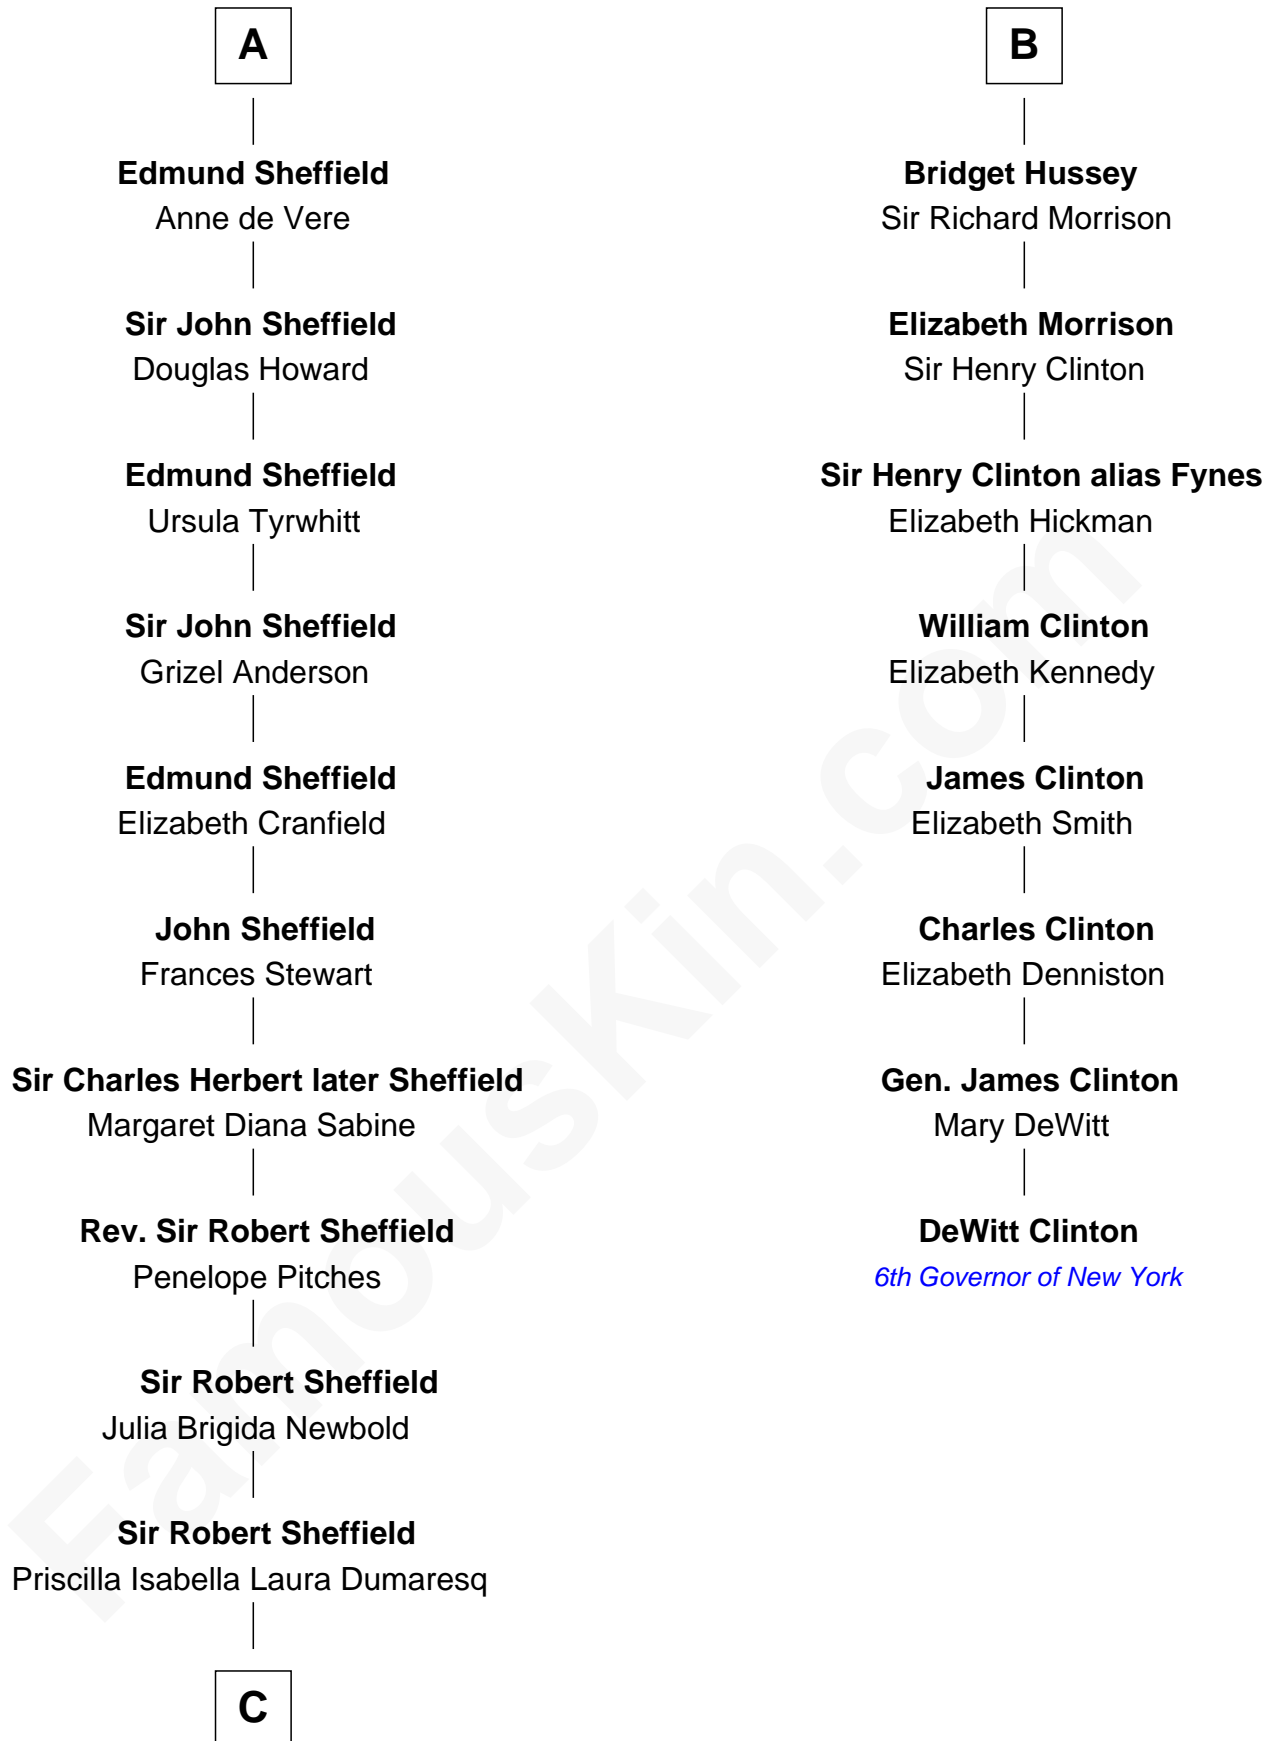 A
Edmund Sheffield
Anne de Vere
Sir John Sheffield
Douglas Howard
Edmund Sheffield
Ursula Tyrwhitt
Sir John Sheffield
Grizel Anderson
Edmund Sheffield
Elizabeth Cranfield
John Sheffield
Frances Stewart
Sir Charles Herbert later Sheffield
Margaret Diana Sabine
Rev. Sir Robert Sheffield
Penelope Pitches
Sir Robert Sheffield
Julia Brigida Newbold
Sir Robert Sheffield
Priscilla Isabella Laura Dumaresq
C
B
Bridget Hussey
Sir Richard Morrison
Elizabeth Morrison
Sir Henry Clinton
Sir Henry Clinton alias Fynes
Elizabeth Hickman
William Clinton
Elizabeth Kennedy
James Clinton
Elizabeth Smith
Charles Clinton
Elizabeth Denniston
Gen. James Clinton
Mary DeWitt
DeWitt Clinton
6th Governor of New York
FamousKin.com